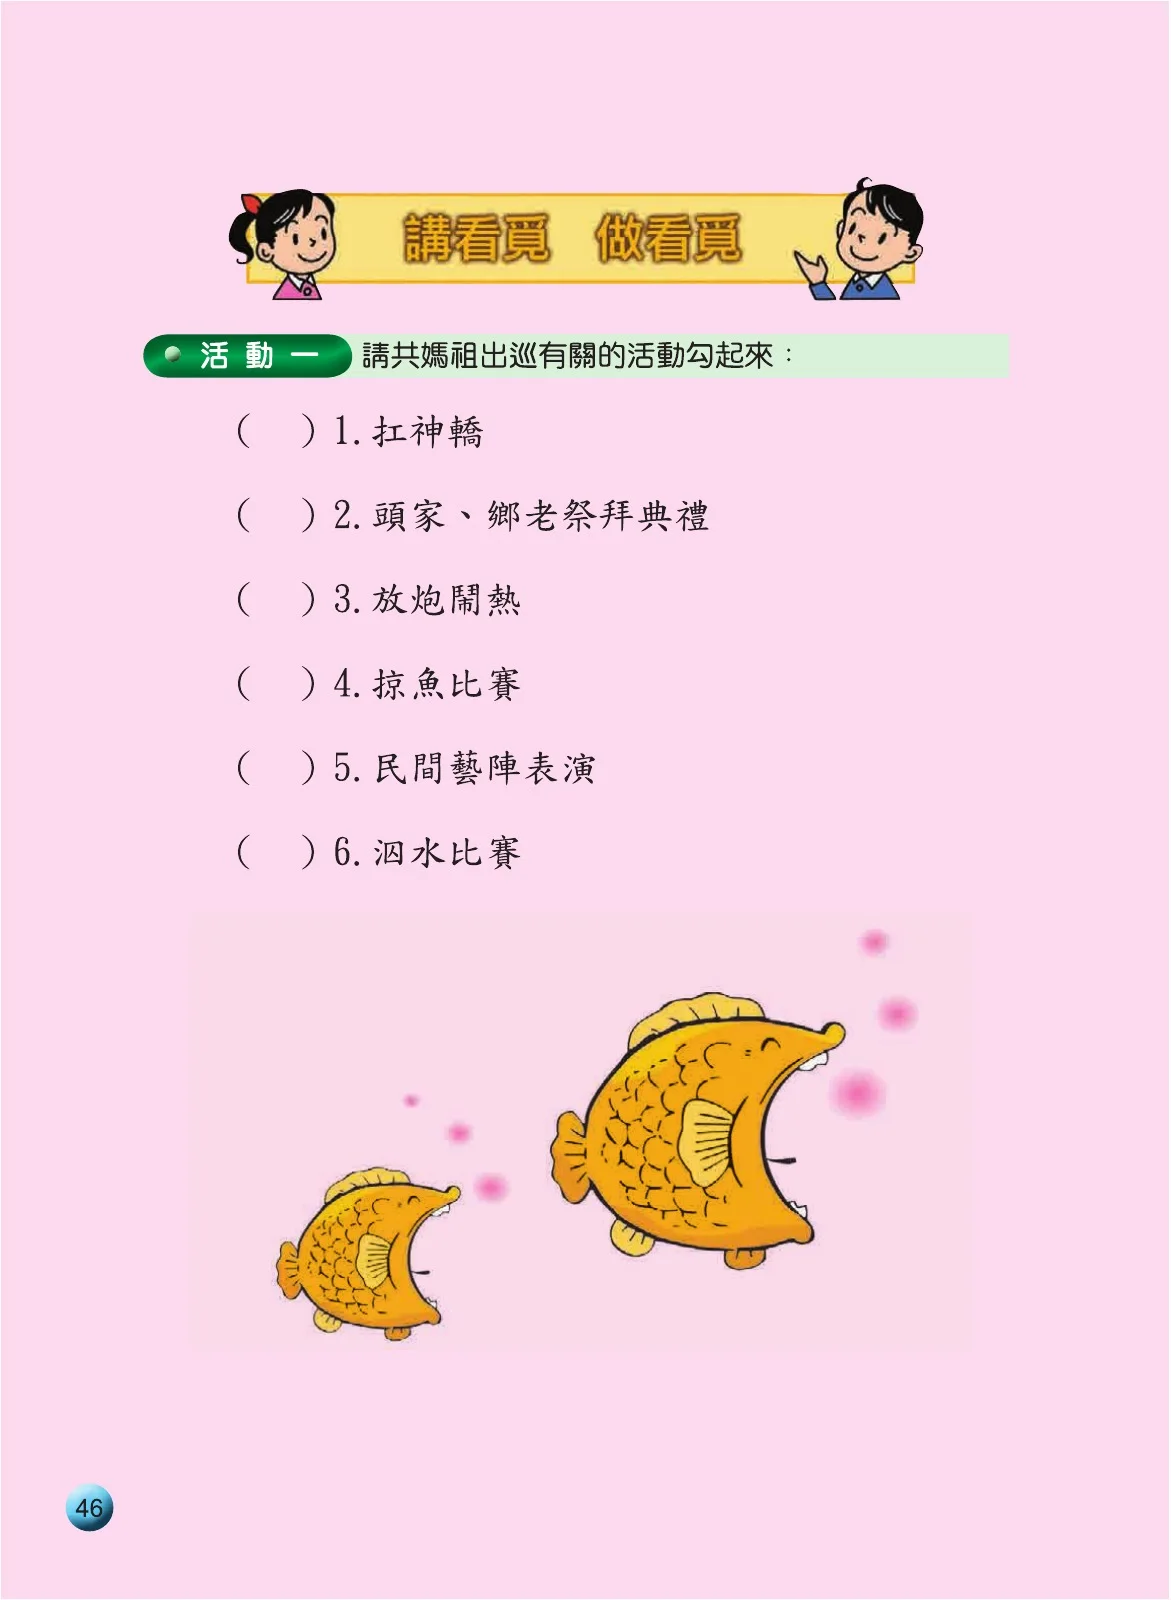 講看覓　做看覓
活動一 請共媽祖出巡有關的活動勾起來：
（　）1.扛神轎
（　）2.頭家、鄉老祭拜典禮
（　）3.放炮鬧熱
（　）4.掠魚比賽
（　）5.民間藝陣表演
（　）6.泅水比賽
46